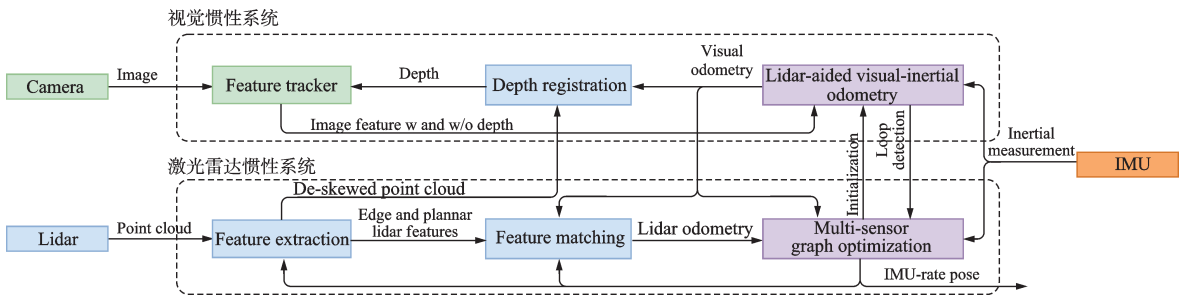 视觉惯性系统
Camera
Image
Feature tracker
Depth
Depth registration
Visual
odometry
Lidar-aided visual-inertial
odometry
Image feature w and w/o depth
Initialization
Loop
detection
Inertial
measurement
IMU
激光雷达惯性系统
De-skewed point cloud
Lidar
Point cloud
Feature extraction
Edge and plannar
lidar features
Feature matching
Lidar odometry
Multi-sensor
graph optimization
IMU-rate pose